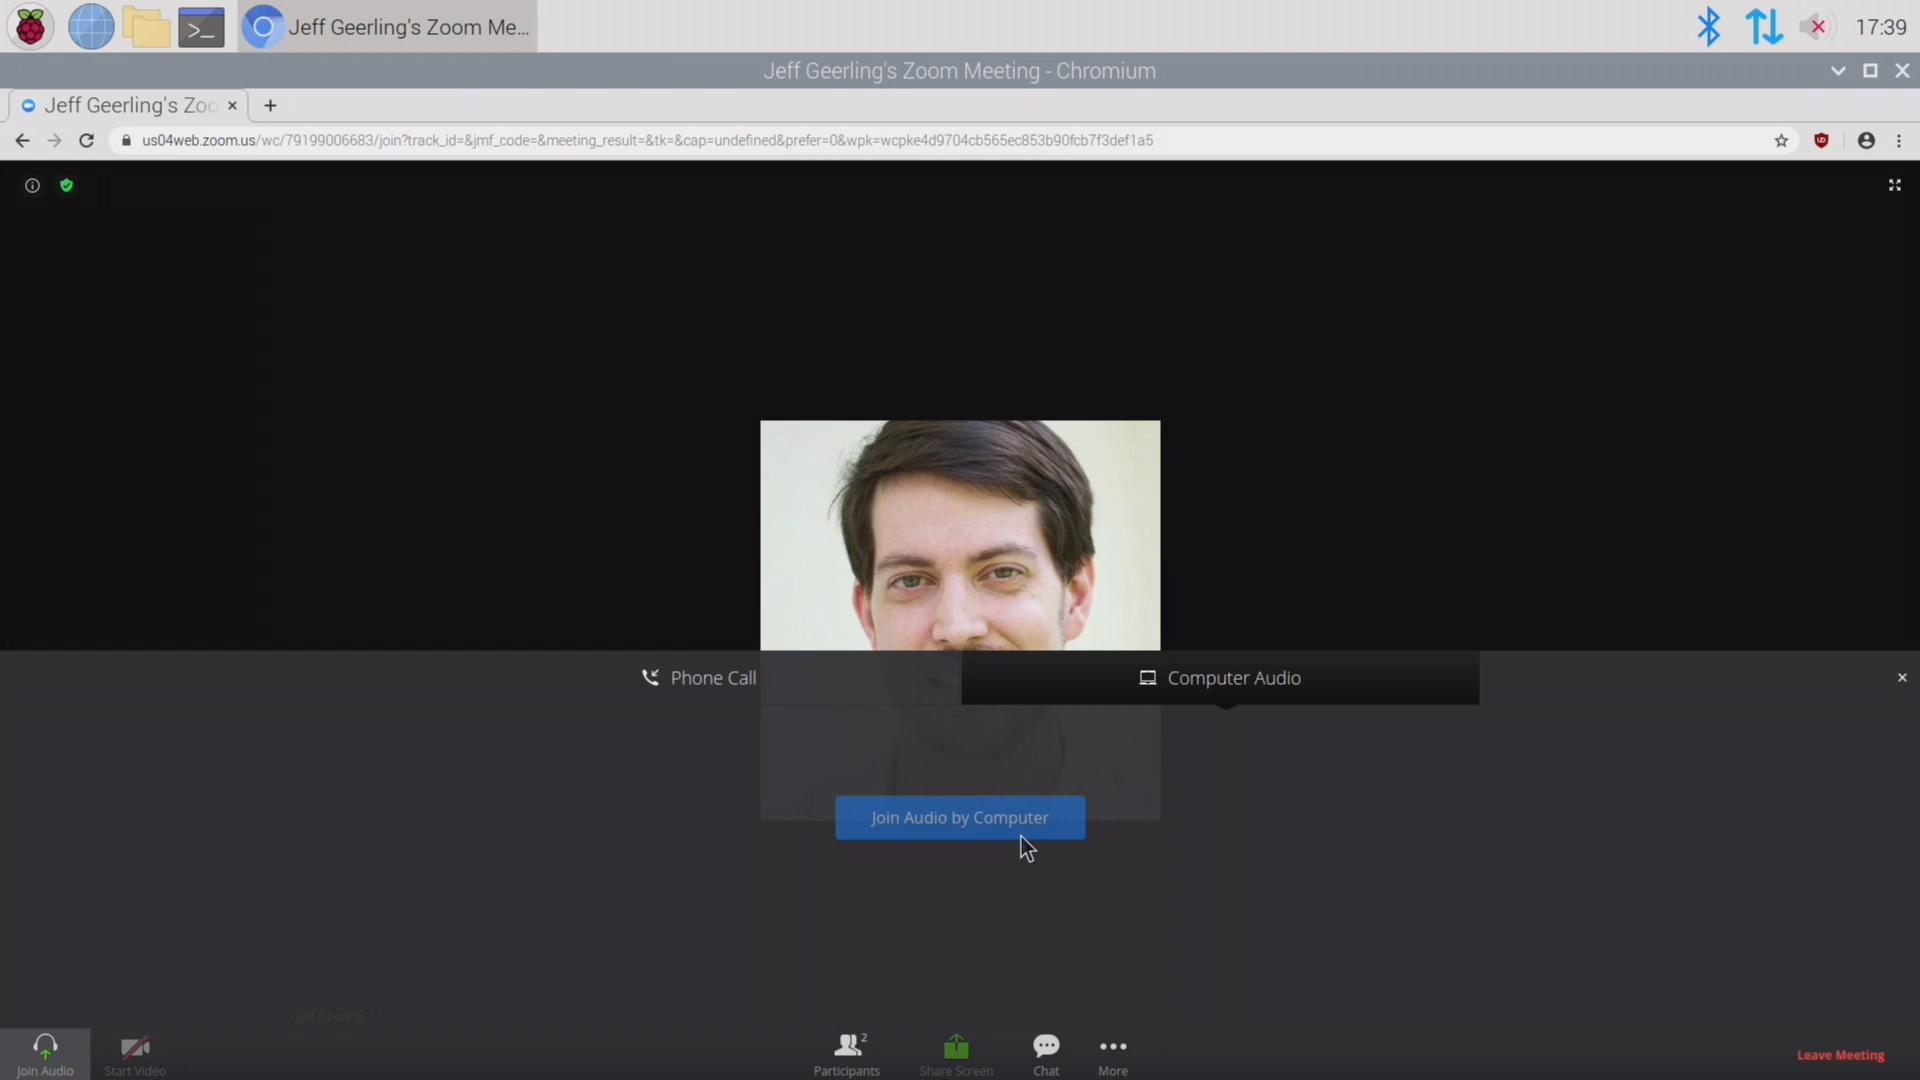 Jeff Geerling's Zoom Me...
17:39
Jeff Geerling's Zoom Meeting - Chromium
Jeff Geerling's Zoo
us04web.zoom.us/wc/79199006683/join?track_id=&jmf_code=&meeting_result=&tk=&cap=undefined&prefer=0&wpk=wcpke4d9704cb565ec853b90fcb7f3def1a5
Phone Call
Computer Audio
Join Audio by Computer
Jeff Geerling
2
Join Audio
Start Video
Participants
Share Screen
Chat
More
Leave Meeting